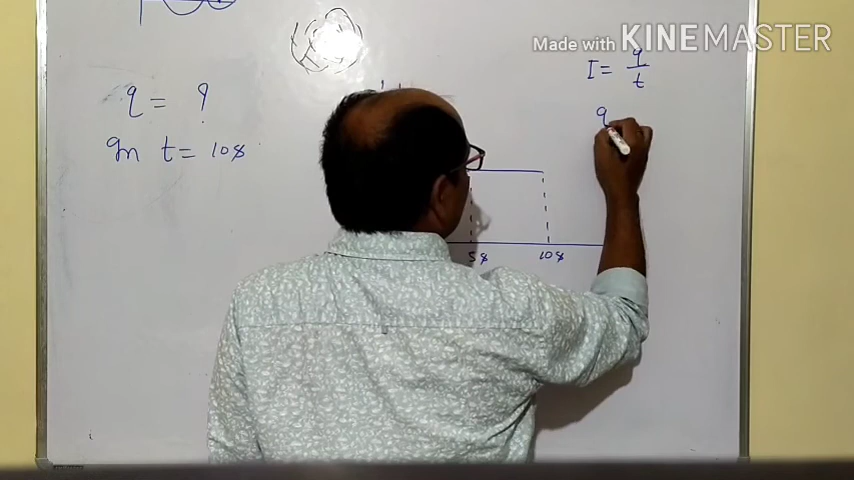 Made with KINEMASTER
I = q/t
q
q = ?
In t = 10s
5s 10s